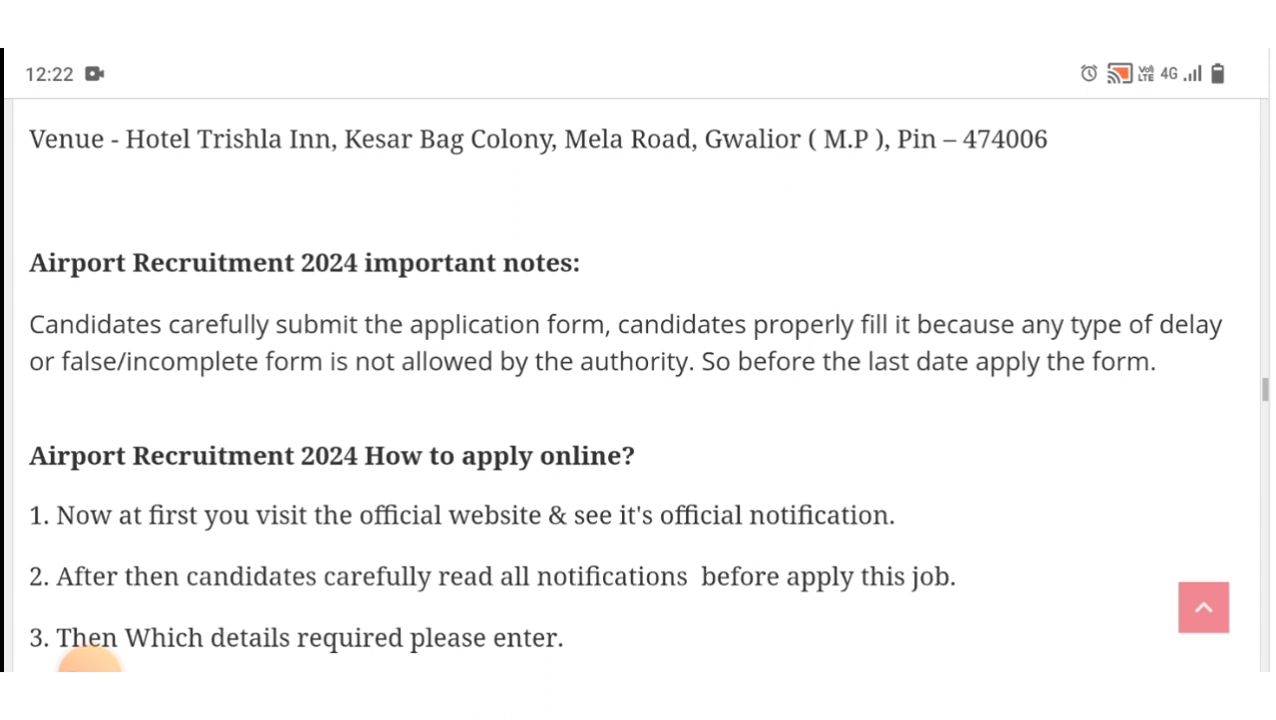 12:22
Vo) LTE 4G
Venue - Hotel Trishla Inn, Kesar Bag Colony, Mela Road, Gwalior ( M.P ), Pin – 474006
Airport Recruitment 2024 important notes:
Candidates carefully submit the application form, candidates properly fill it because any type of delay
or false/incomplete form is not allowed by the authority. So before the last date apply the form.
Airport Recruitment 2024 How to apply online?
1. Now at first you visit the official website & see it's official notification.
2. After then candidates carefully read all notifications  before apply this job.
3. Then Which details required please enter.